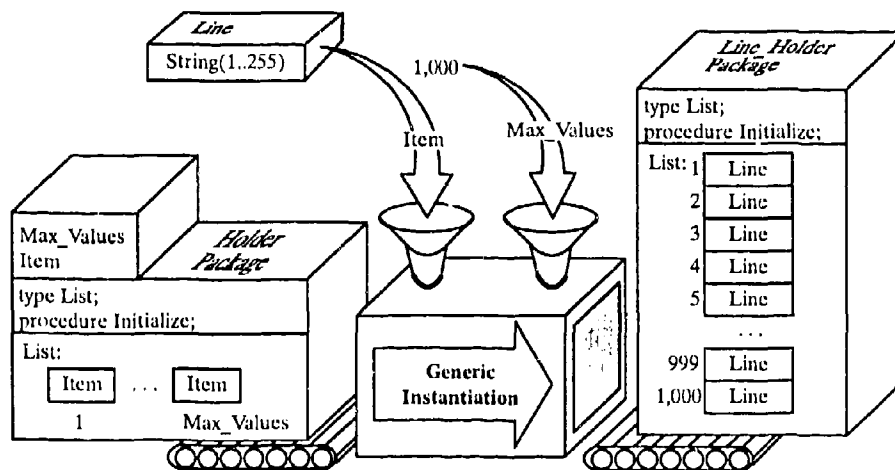 Line
String(1..255)
1,000
Item
Max_Values
Line_Holder
Package
type List;
procedure Initialize;
List:
1 Line
2 Line
3 Line
4 Line
5 Line
...
999 Line
1,000 Line
Max_Values
Item
Holder
Package
type List;
procedure Initialize;
List:
Item ... Item
1 Max_Values
Generic
Instantiation